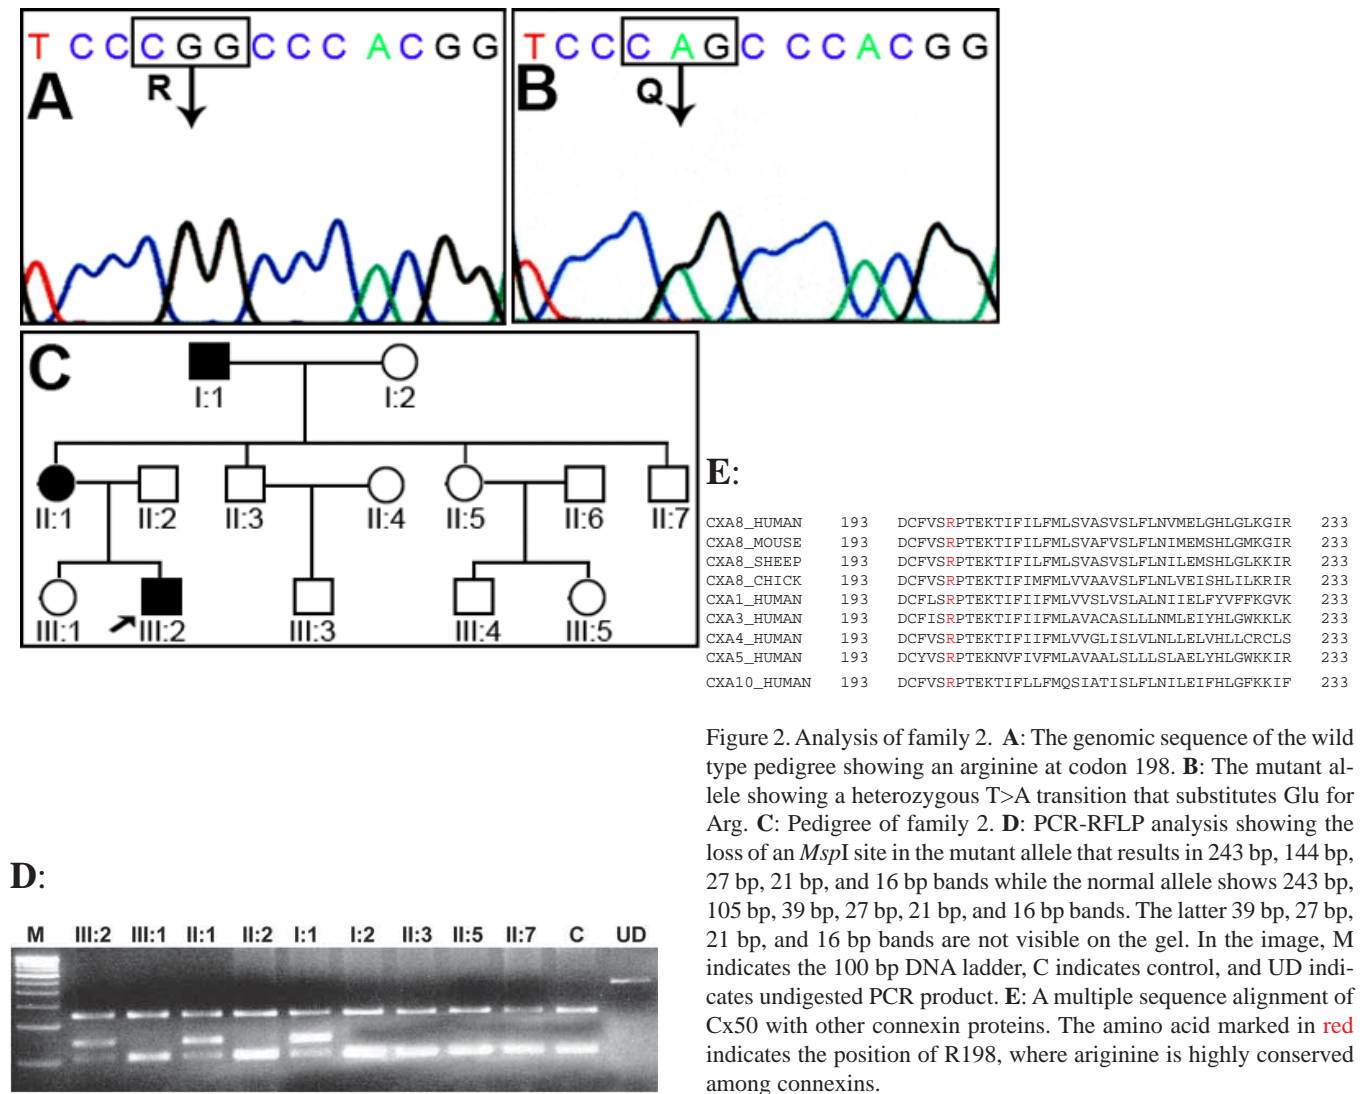 T C C C G G C C C A C G G
A
R
T C C C A G C C C A C G G
B
Q
C
I:1 I:2
II:1 II:2 II:3 II:4 II:5 II:6 II:7
III:1 III:2 III:3 III:4 III:5
E:
CXA8_HUMAN 193 DCFVSRPTEKTIFILFMLSVASVSLFLNVMELGHLGLKGIR 233
CXA8_MOUSE 193 DCFVSRPTEKTIFILFMLSVAFVSLFLNIMEMSHLGMKGIR 233
CXA8_SHEEP 193 DCFVSRPTEKTIFILFMLSVAAVSLFLNILEMSHLGLKKIR 233
CXA8_CHICK 193 DCFVSRPTEKTIFIMFMLVVAAVSLFLNLVEISHLILKRIR 233
CXA1_HUMAN 193 DCFLSRPTEKTIFIIFMLVVSLVSLALNIIELFYVFFKGVK 233
CXA3_HUMAN 193 DCFISRPTEKTIFIIFMLAVACASLLLNMLEIYHLGWKKLK 233
CXA4_HUMAN 193 DCFVSRPTEKTIFIIFMLVVGLISLVLNLLELVHLLCRCLS 233
CXA5_HUMAN 193 DCYVSRPTEKNVFIVFMLAVAALSLLLSLAELYHLGWKKIR 233
CXA10_HUMAN 193 DCFVSRPTEKTIFLLFMQSIATISLFLNILEIFHLGFKKIF 233
Figure 2. Analysis of family 2. A: The genomic sequence of the wild
type pedigree showing an arginine at codon 198. B: The mutant al-
lele showing a heterozygous T>A transition that substitutes Glu for
Arg. C: Pedigree of family 2. D: PCR-RFLP analysis showing the
loss of an MspI site in the mutant allele that results in 243 bp, 144 bp,
27 bp, 21 bp, and 16 bp bands while the normal allele shows 243 bp,
105 bp, 39 bp, 27 bp, 21 bp, and 16 bp bands. The latter 39 bp, 27 bp,
21 bp, and 16 bp bands are not visible on the gel. In the image, M
indicates the 100 bp DNA ladder, C indicates control, and UD indi-
cates undigested PCR product. E: A multiple sequence alignment of
Cx50 with other connexin proteins. The amino acid marked in red
indicates the position of R198, where ariginine is highly conserved
among connexins.
D:
M III:2 III:1 II:1 II:2 I:1 I:2 II:3 II:5 II:7 C UD